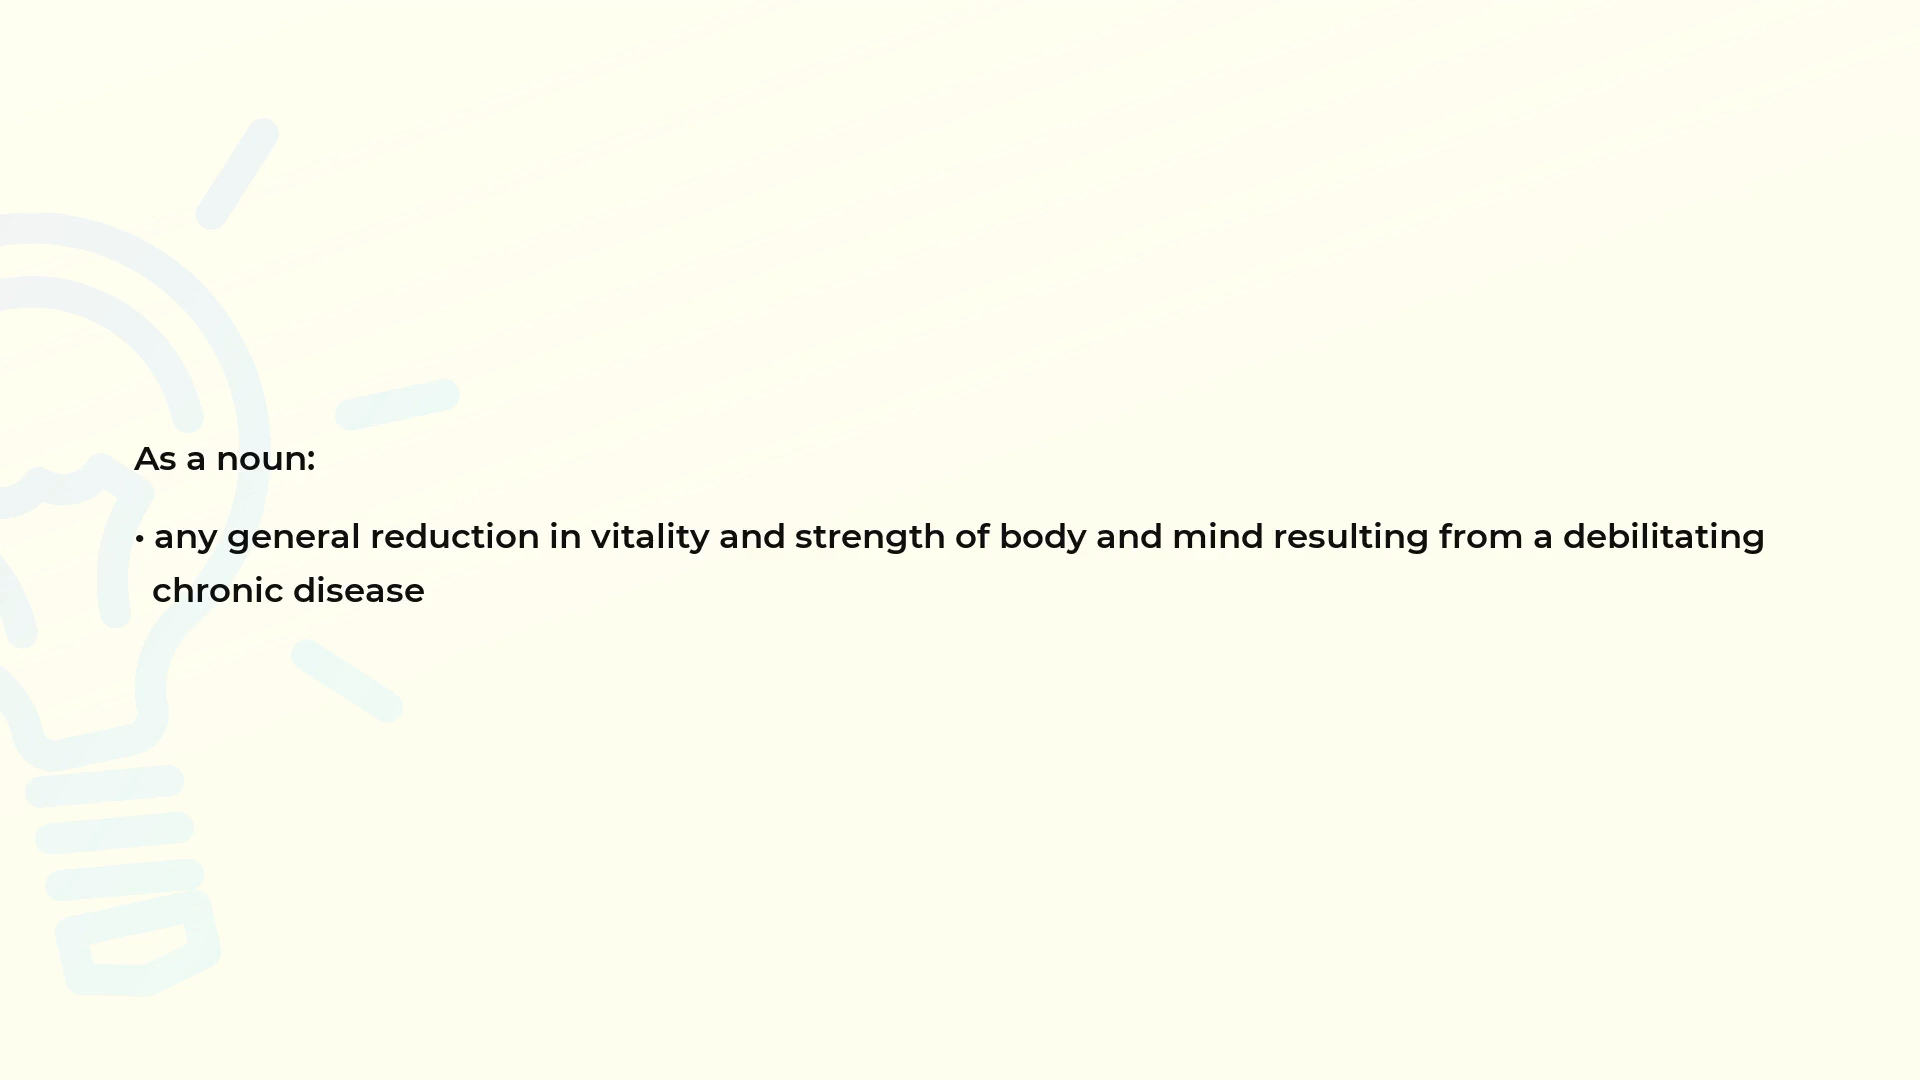 As a noun:
• any general reduction in vitality and strength of body and mind resulting from a debilitating
chronic disease